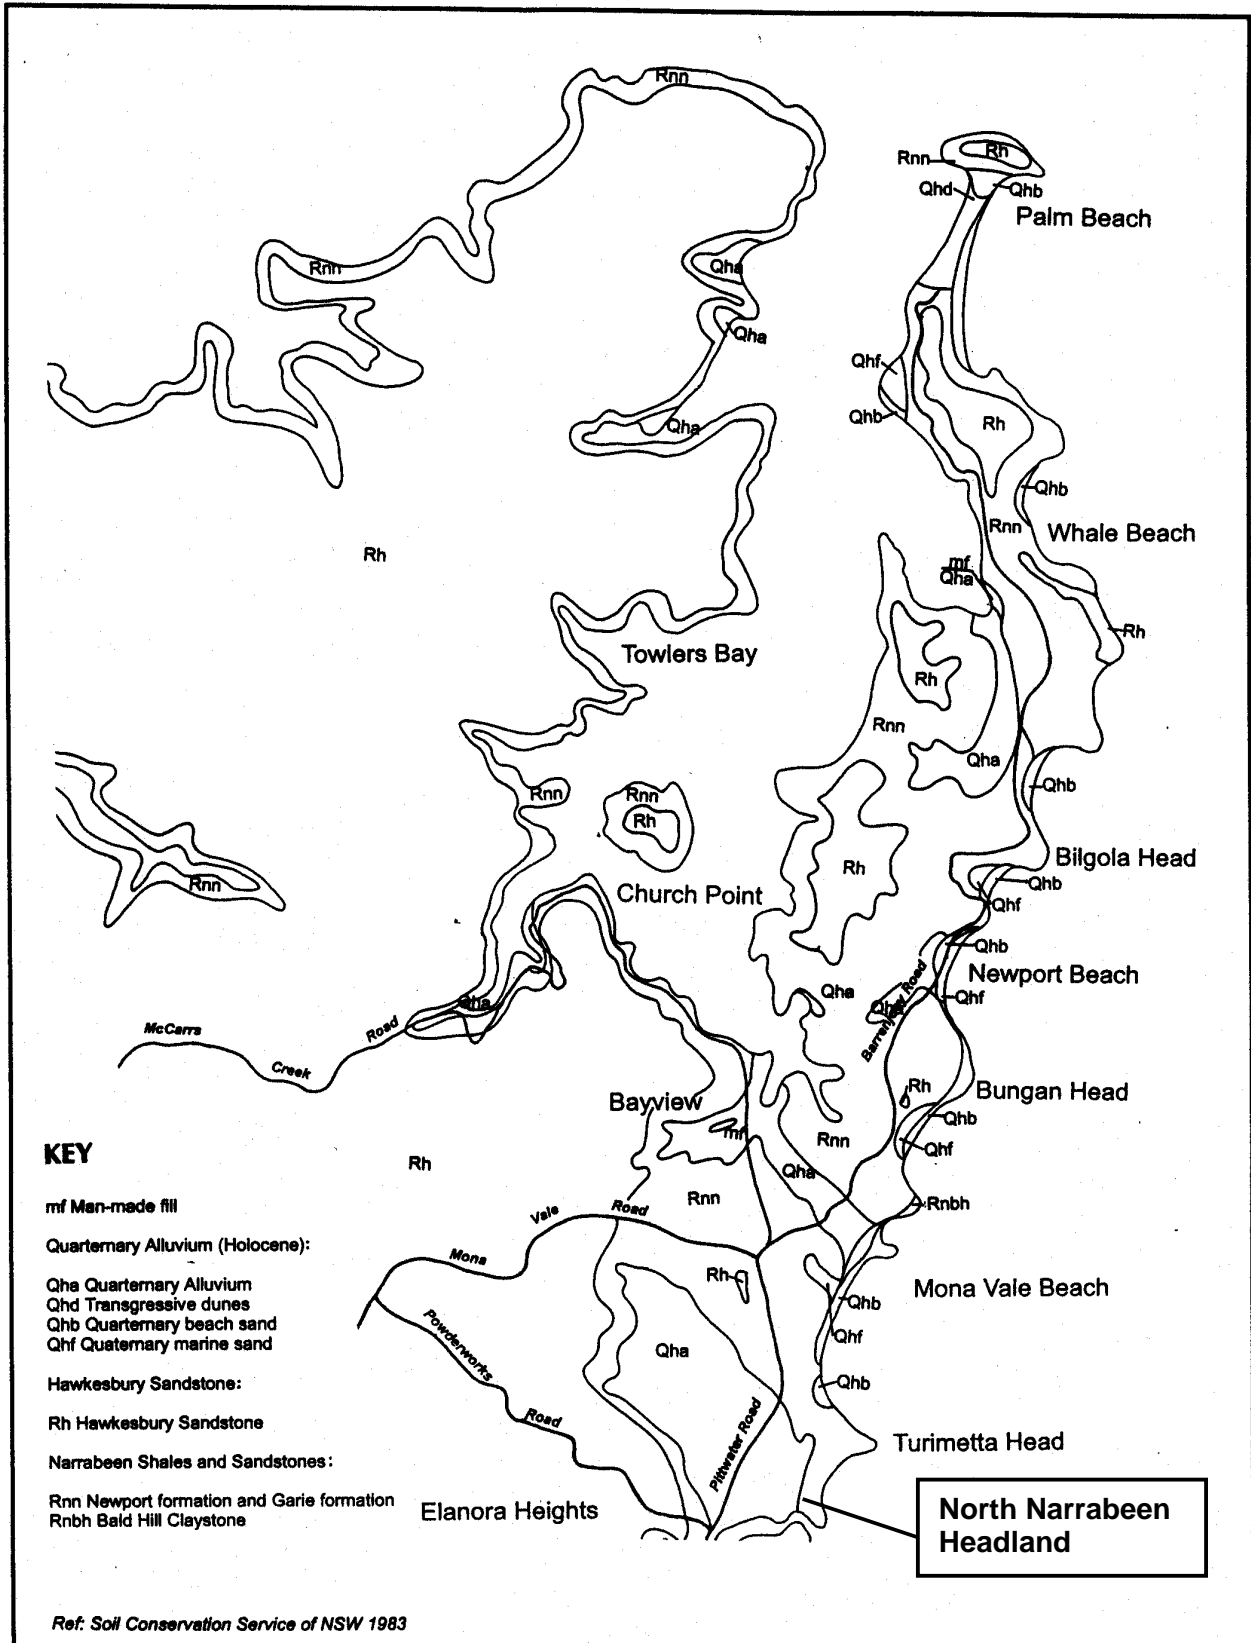 Rnn
Rh
Rnn
Qhd
Qhb
Palm Beach
Rnn
Qha
Qha
Qhf
Qhb
Qha
Rh
Qhb
Rnn
Whale Beach
Rh
mf
Qha
Rh
Towlers Bay
Rh
Rnn
Qha
Qhb
Rnn
Rnn
Rh
Rh
Bilgola Head
Rnn
Qhb
Church Point
Qhf
Qhb
Newport Beach
Qha
Qha
Qhf
Barrenjoey Road
Qha
McCarrs
Creek
Road
Rh
Bungan Head
Bayview
Qhb
mf
Rnn
Qhf
KEY
Rh
Qha
Rnn
Rnbh
mf Man-made fill
Vale
Road
Mona
Quarternary Alluvium (Holocene):
Rh
Mona Vale Beach
Qha Quarternary Alluvium
Qhd Transgressive dunes
Qhb Quarternary beach sand
Qhf Quaternary marine sand
Qhb
Qhf
Powderworks
Road
Qha
Qhb
Hawkesbury Sandstone:
Rh Hawkesbury Sandstone
Pittwater Road
Turimetta Head
Narrabeen Shales and Sandstones:
Rnn Newport formation and Garie formation
Rnbh Bald Hill Claystone
Elanora Heights
North Narrabeen
Headland
Ref: Soil Conservation Service of NSW 1983